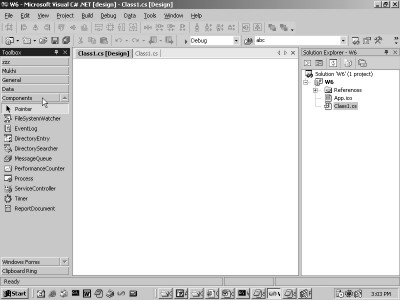 W6 - Microsoft Visual C# .NET [design] - Class1.cs [Design]
File Edit View Project Build Debug Data Tools Window Help
Debug abc
Toolbox
zzz
General
Data
Components
Pointer
FileSystemWatcher
EventLog
DirectoryEntry
DirectorySearcher
MessageQueue
PerformanceCounter
Process
ServiceController
Timer
ReportDocument
Windows Forms
Clipboard Ring
Class1.cs [Design] Class1.cs
Solution Explorer - W6
Solution 'W6' (1 project)
W6
References
App.ico
Class1.cs
Ready
Start
3:03 PM